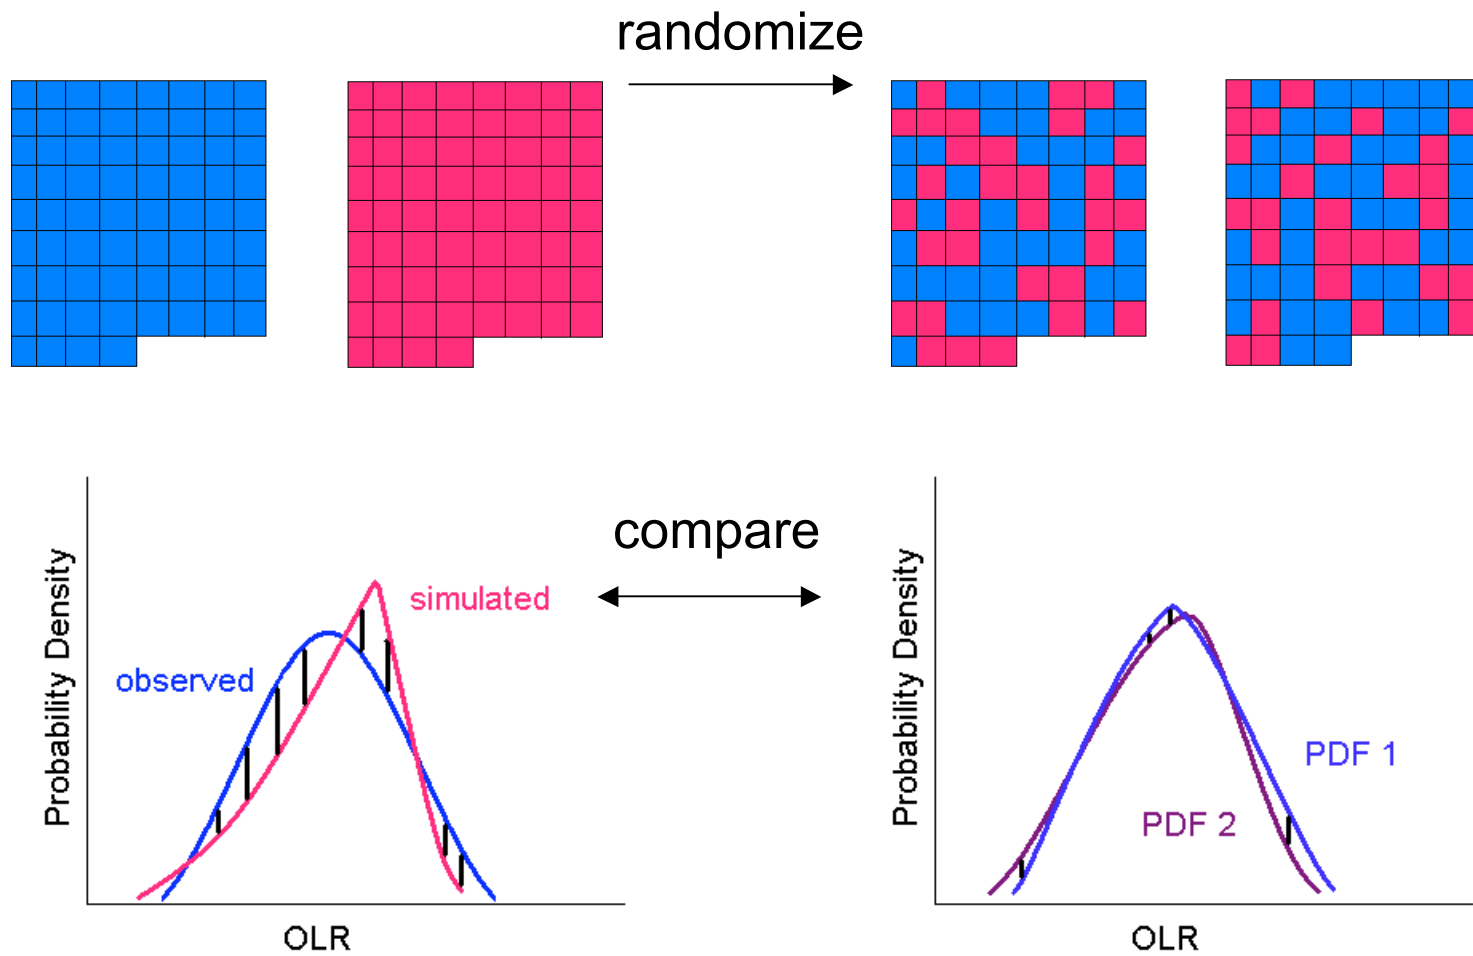 randomize
compare
Probability Density
observed
simulated
OLR
Probability Density
PDF 1
PDF 2
OLR